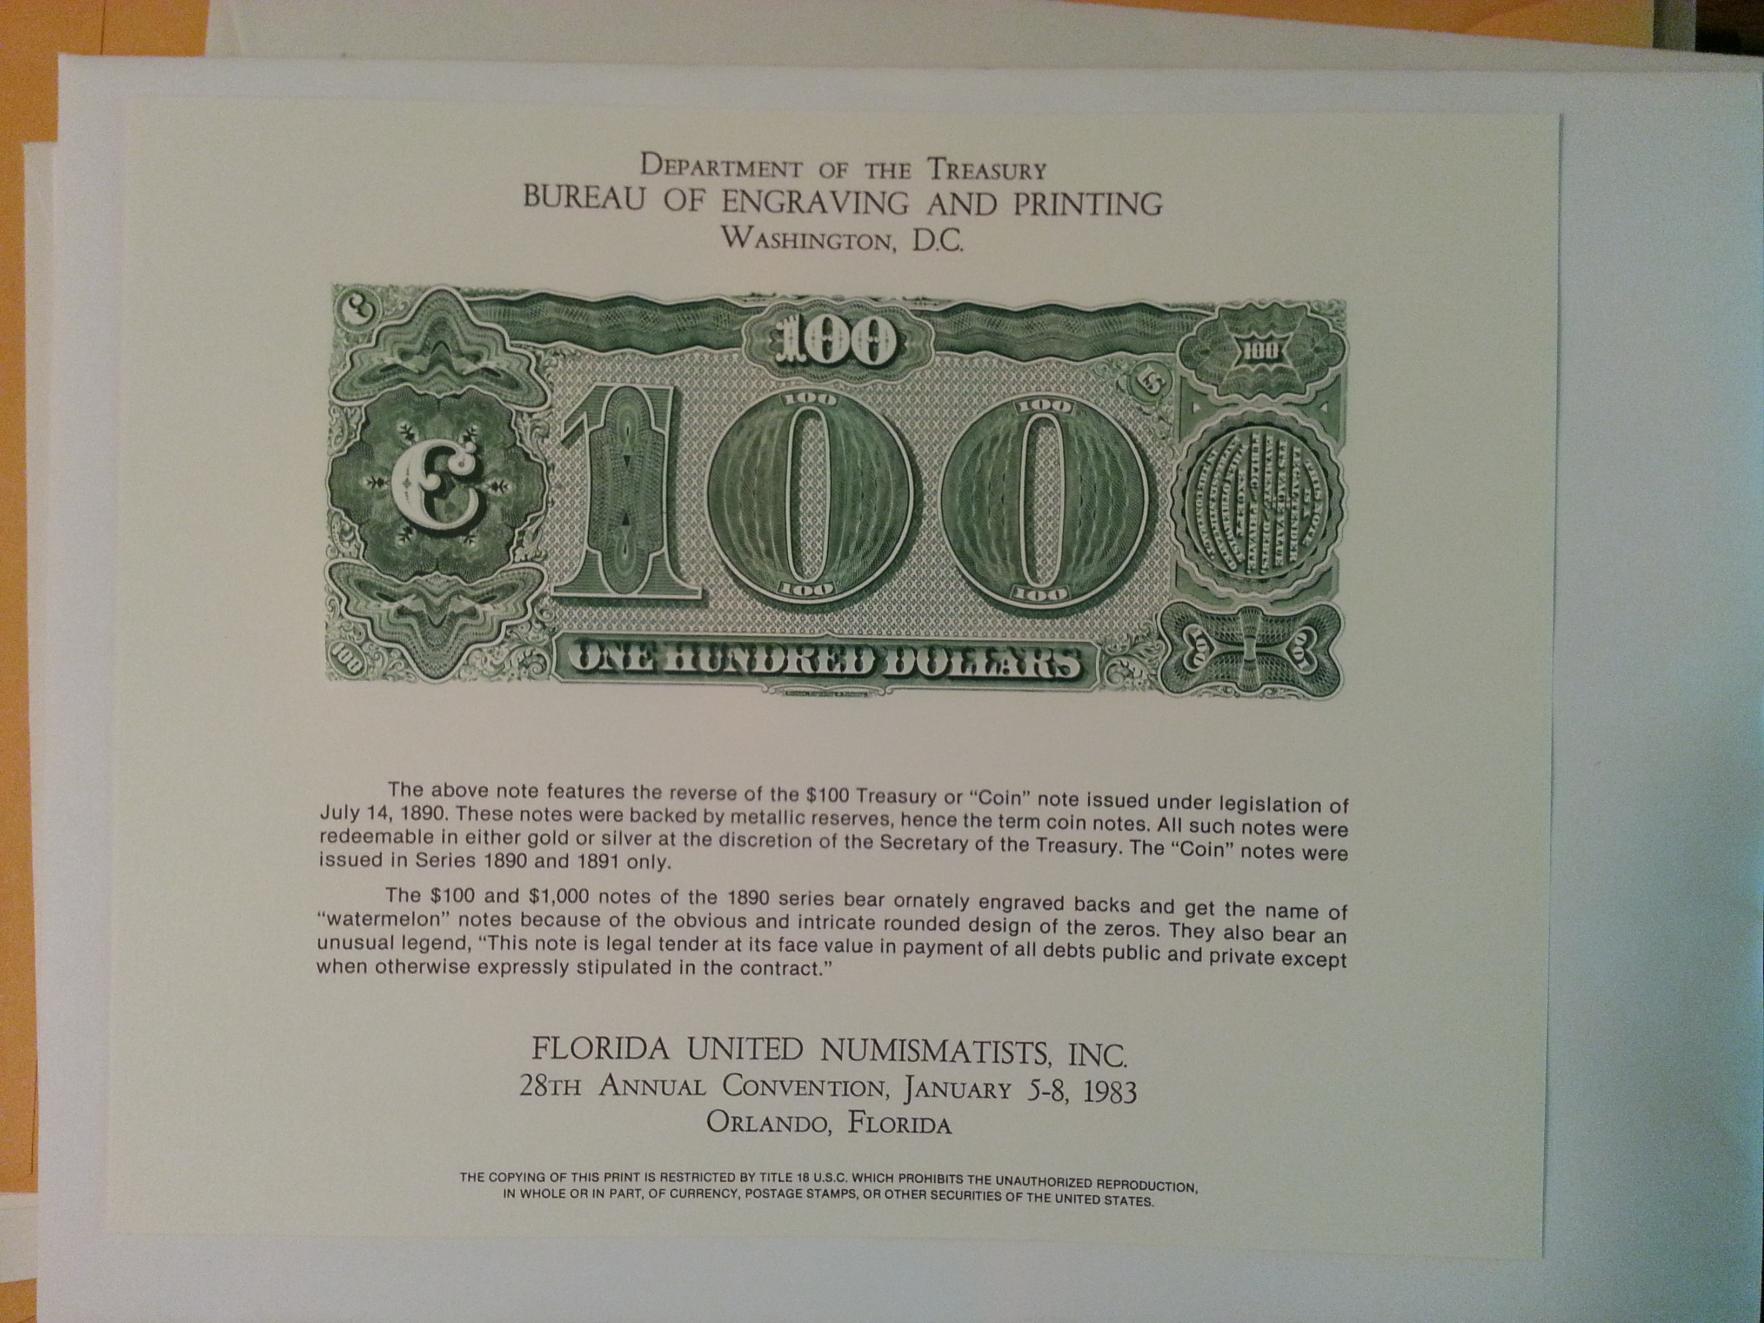 DEPARTMENT OF THE TREASURY
BUREAU OF ENGRAVING AND PRINTING
WASHINGTON, D.C.
100
100
C
100
100
100
100
100
100
100
100
100
ONE HUNDRED DOLLARS
The above note features the reverse of the $100 Treasury or “Coin” note issued under legislation of
July 14, 1890. These notes were backed by metallic reserves, hence the term coin notes. All such notes were
redeemable in either gold or silver at the discretion of the Secretary of the Treasury. The “Coin” notes were
issued in Series 1890 and 1891 only.
The $100 and $1,000 notes of the 1890 series bear ornately engraved backs and get the name of
“watermelon” notes because of the obvious and intricate rounded design of the zeros. They also bear an
unusual legend, “This note is legal tender at its face value in payment of all debts public and private except
when otherwise expressly stipulated in the contract.”
FLORIDA UNITED NUMISMATISTS, INC.
28TH ANNUAL CONVENTION, JANUARY 5-8, 1983
ORLANDO, FLORIDA
THE COPYING OF THIS PRINT IS RESTRICTED BY TITLE 18 U.S.C. WHICH PROHIBITS THE UNAUTHORIZED REPRODUCTION,
IN WHOLE OR IN PART, OF CURRENCY, POSTAGE STAMPS, OR OTHER SECURITIES OF THE UNITED STATES.